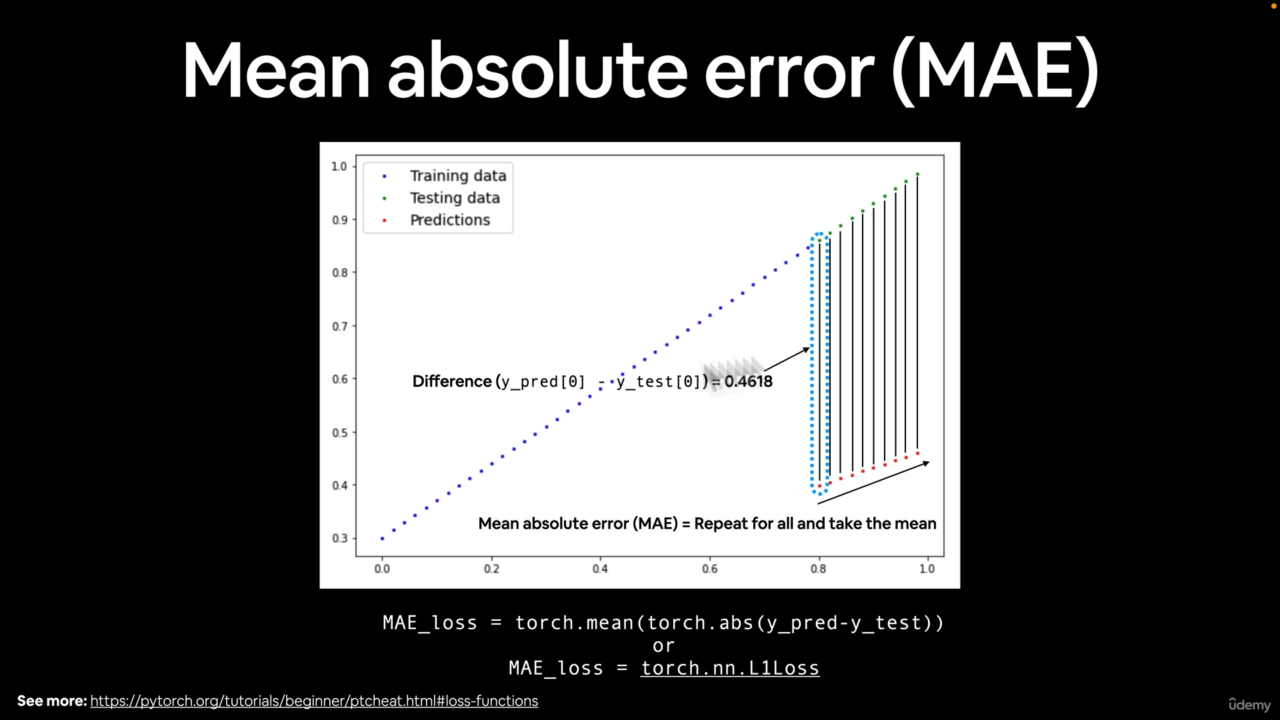 Mean absolute error (MAE)
Training data
Testing data
Predictions
1.0
0.9
0.8
0.7
0.6
0.5
0.4
0.3
Difference (y_pred[0] - y_test[0]) = 0.4618
Mean absolute error (MAE) = Repeat for all and take the mean
0.0 0.2 0.4 0.6 0.8 1.0
MAE_loss = torch.mean(torch.abs(y_pred-y_test))
or
MAE_loss = torch.nn.L1Loss
See more: https://pytorch.org/tutorials/beginner/ptcheat.html#loss-functions
ûdemy